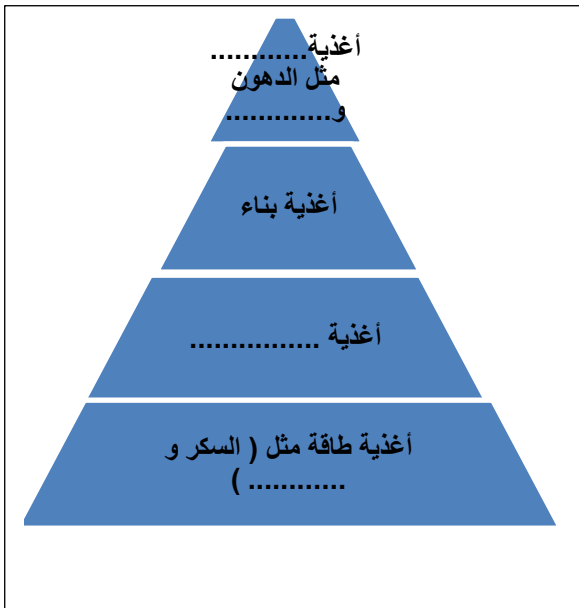 أغذية............
مثل الدهون
و.............
أغذية بناء
أغذية ................
أغذية طاقة مثل ( السكر و
............ )